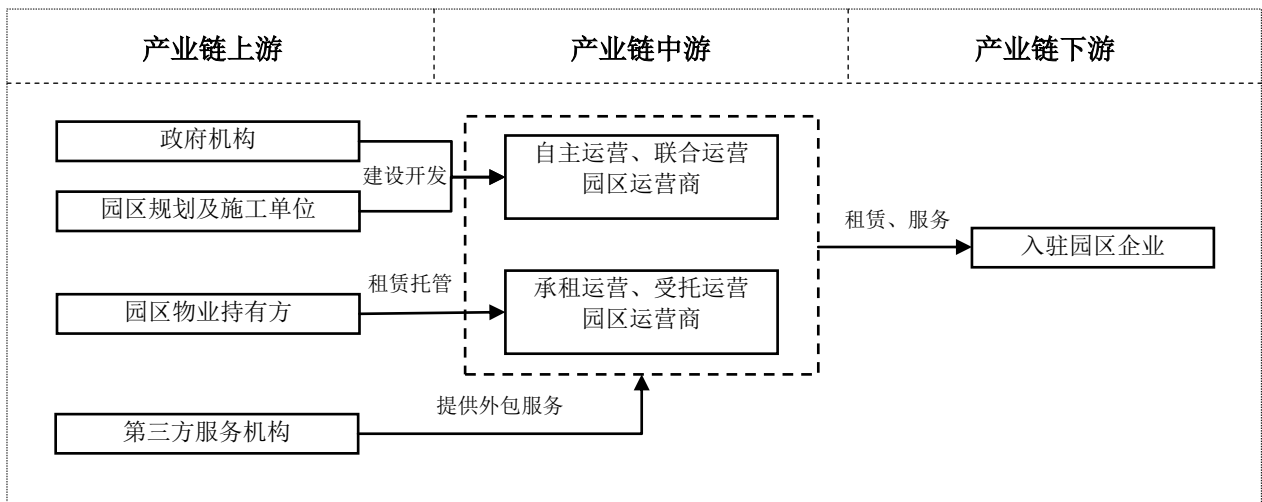 产业链上游
产业链中游
产业链下游
政府机构
园区规划及施工单位
建设开发
自主运营、联合运营
园区运营商
园区物业持有方
租赁托管
承租运营、受托运营
园区运营商
租赁、服务
入驻园区企业
第三方服务机构
提供外包服务